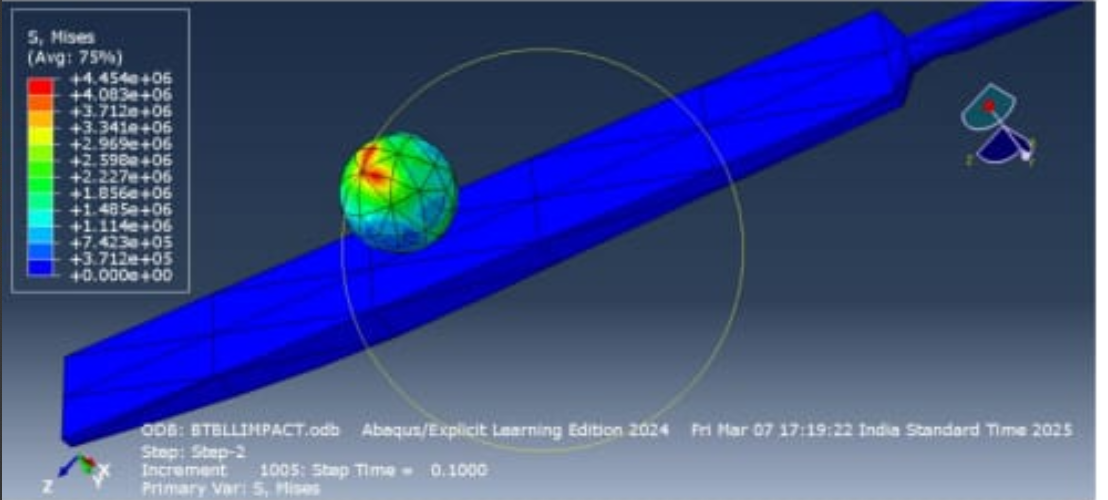 S, Mises
(Avg: 75%)
+4.454e+06
+4.083e+06
+3.712e+06
+3.341e+06
+2.969e+06
+2.598e+06
+2.227e+06
+1.856e+06
+1.485e+06
+1.114e+06
+7.423e+05
+3.712e+05
+0.000e+00
ODB: BTBLLIMPACT.odb Abaqus/Explicit Learning Edition 2024 Fri Mar 07 17:19:22 India Standard Time 2025
Step: Step-2
Increment 1005: Step Time = 0.1000
Primary Var: S, Mises
Z
Y
X